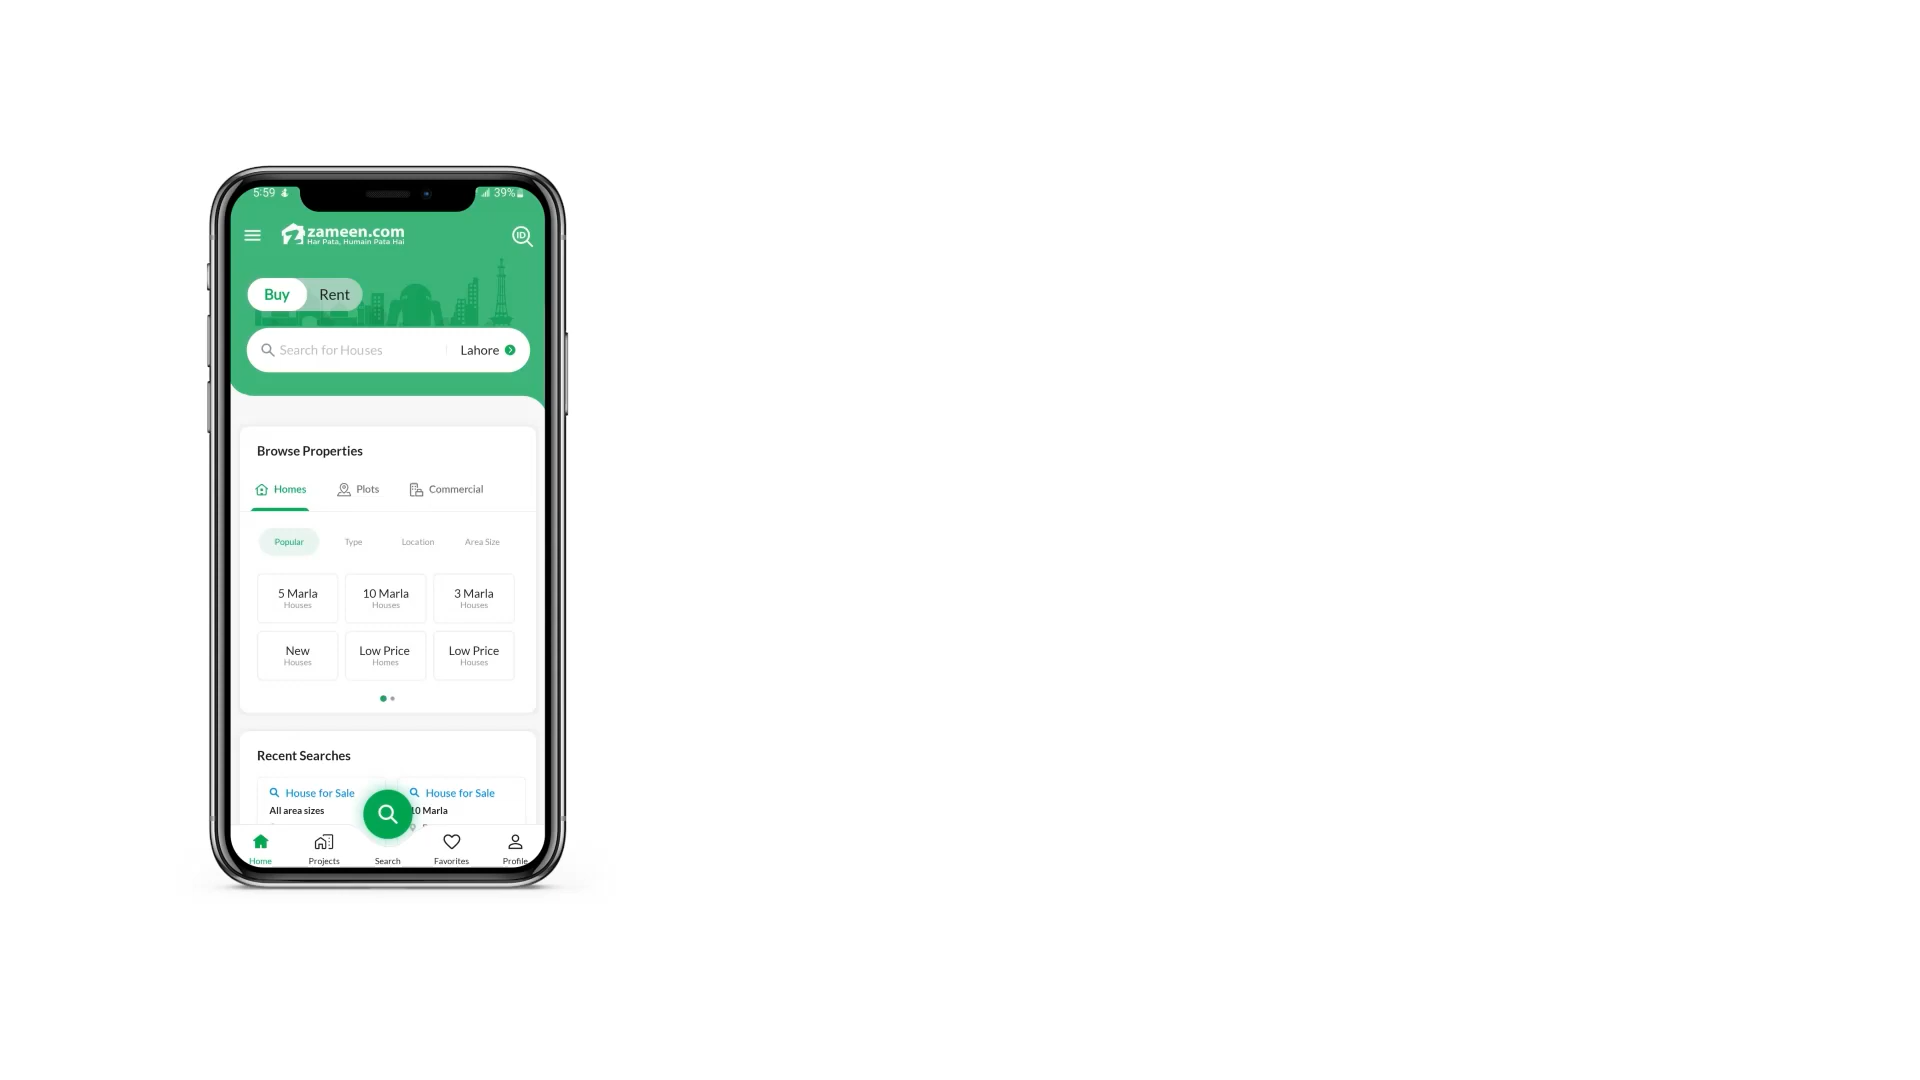 5:59
39%
zameen.com
Har Pata, Humain Pata Hai
ID
Buy Rent
Search for Houses Lahore
Browse Properties
Homes Plots Commercial
Popular Type Location Area Size
5 Marla 10 Marla 3 Marla
Houses Houses Houses
New Low Price Low Price
Houses Homes Houses
Recent Searches
House for Sale House for Sale
All area sizes 10 Marla
Home Projects Search Favorites Profile